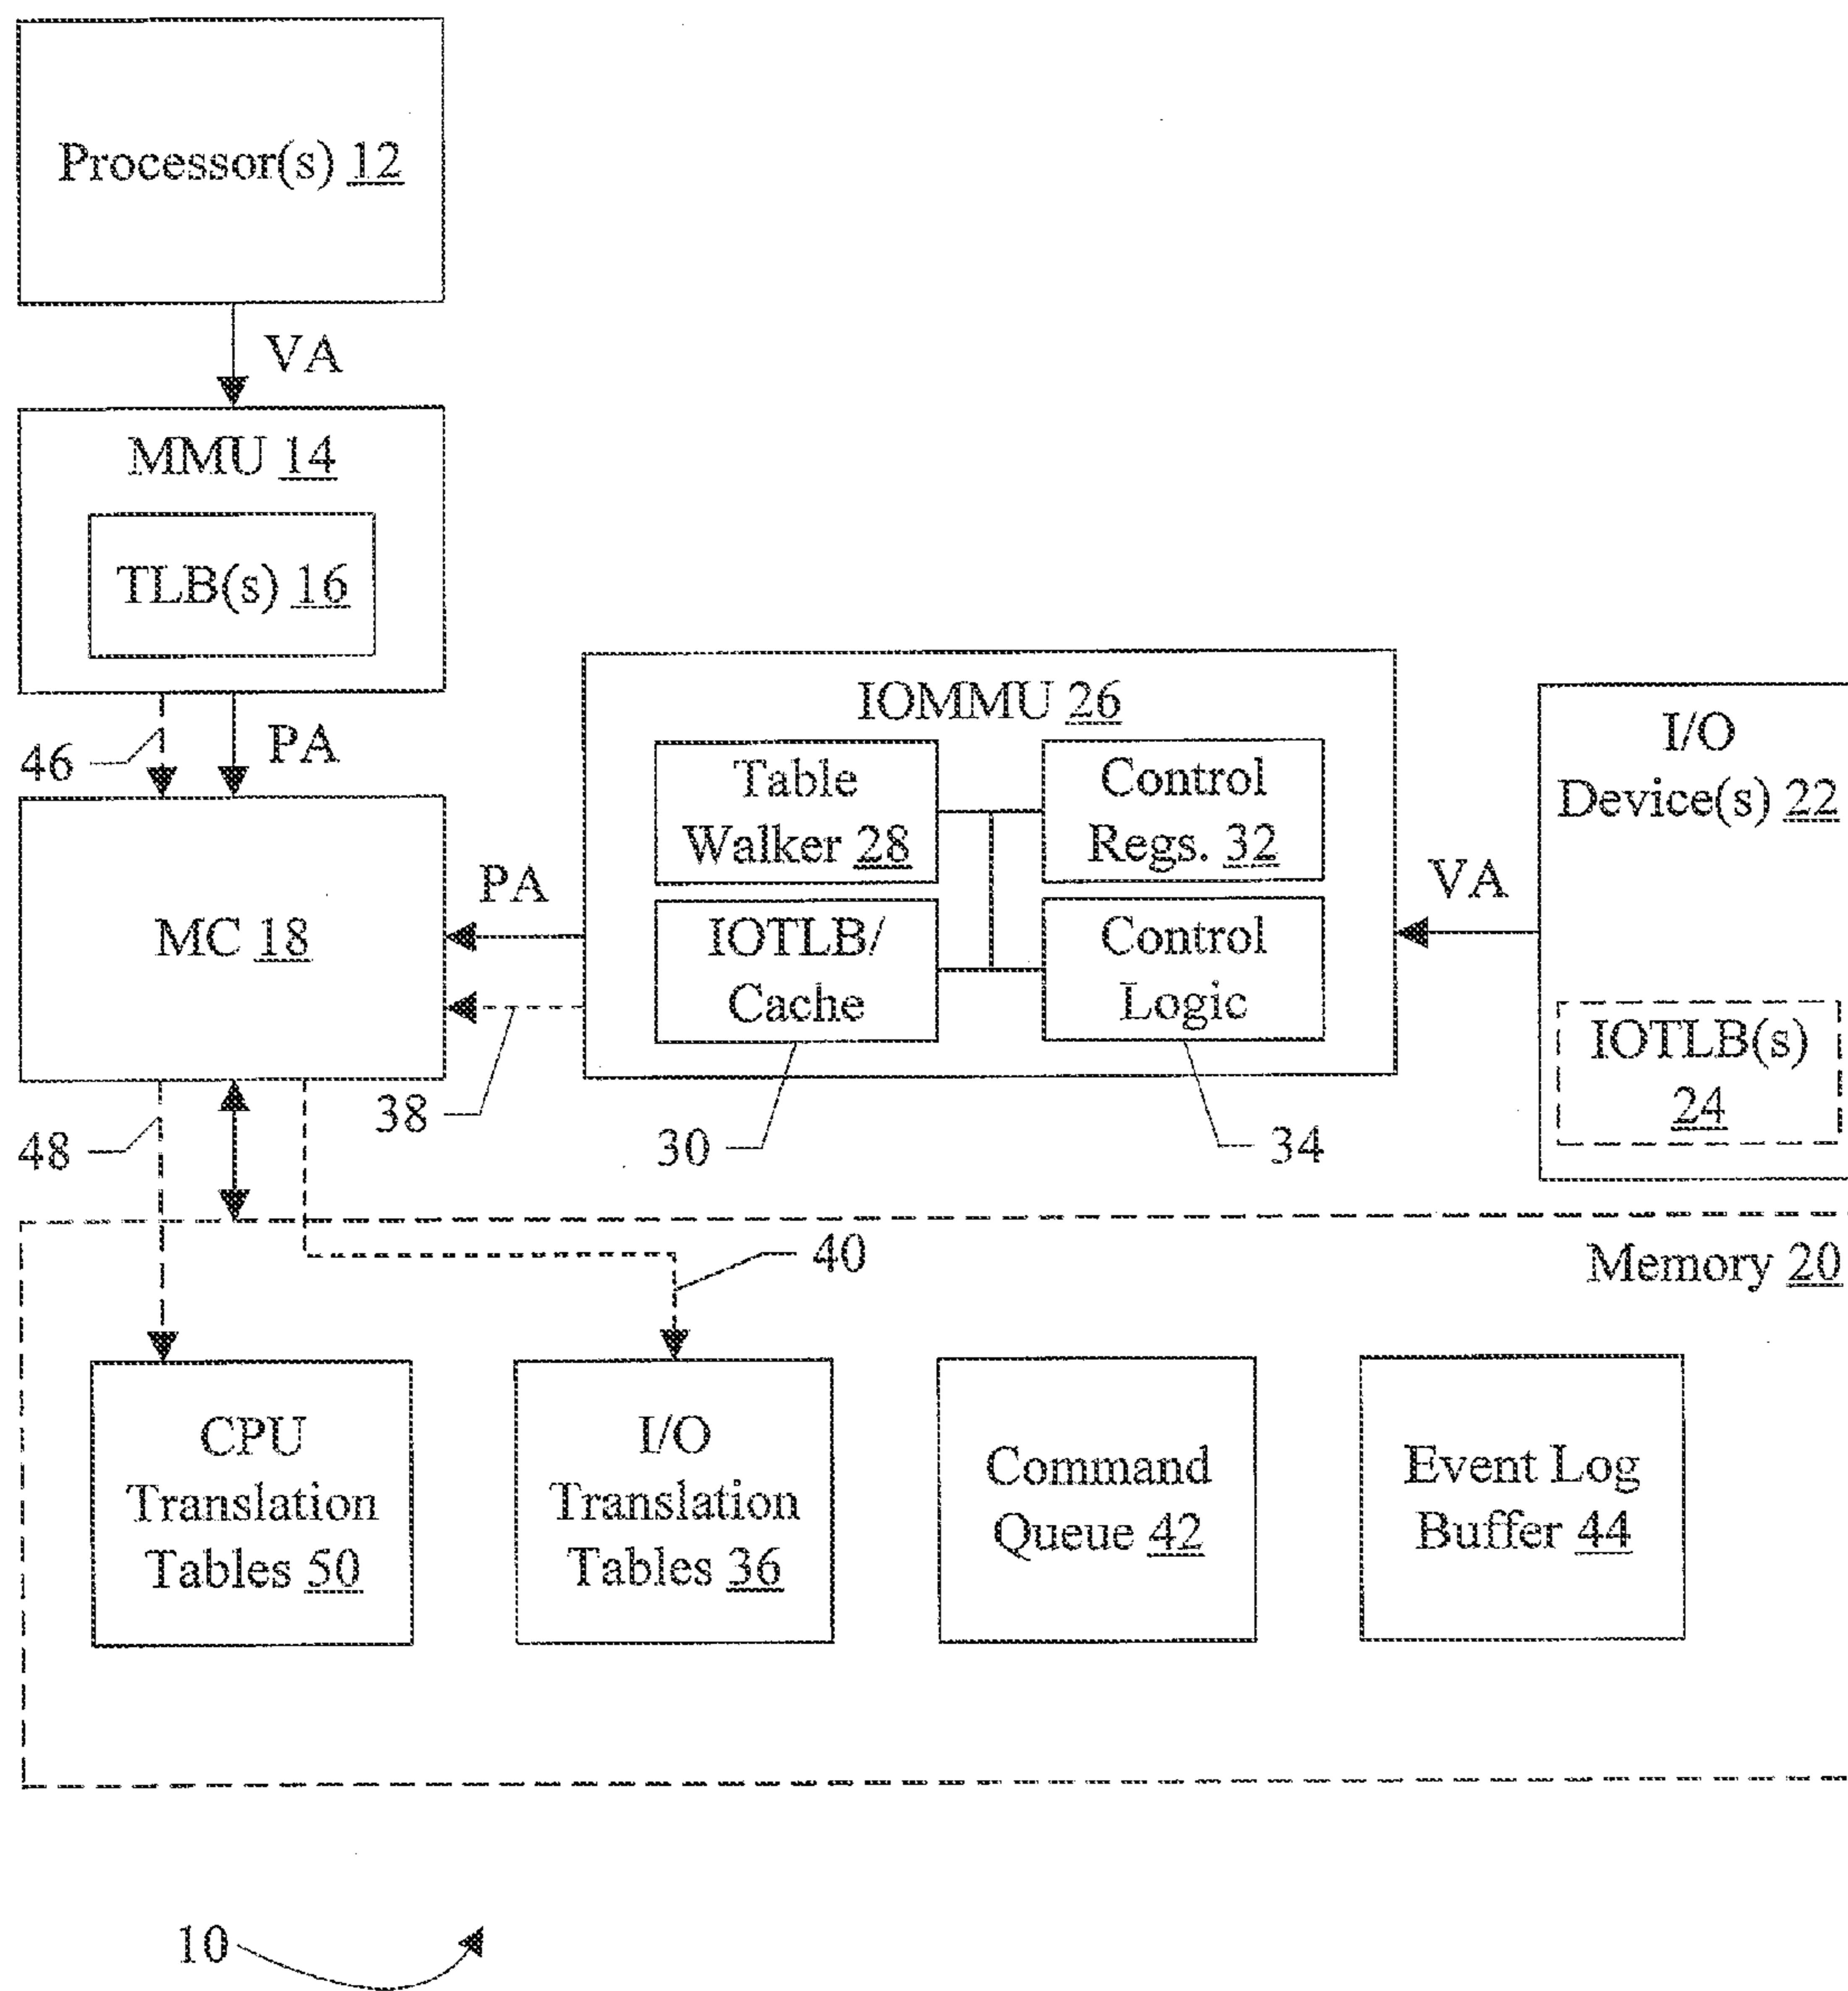 Processor(s) 12
VA
MMU 14
TLB(s) 16
46
PA
MC 18
PA
38
48
IOMMU 26
Table
Walker 28
Control
Regs. 32
IOTLB/
Cache
Control
Logic
30
34
VA
I/O
Device(s) 22
IOTLB(s)
24
40
Memory 20
CPU
Translation
Tables 50
I/O
Translation
Tables 36
Command
Queue 42
Event Log
Buffer 44
10